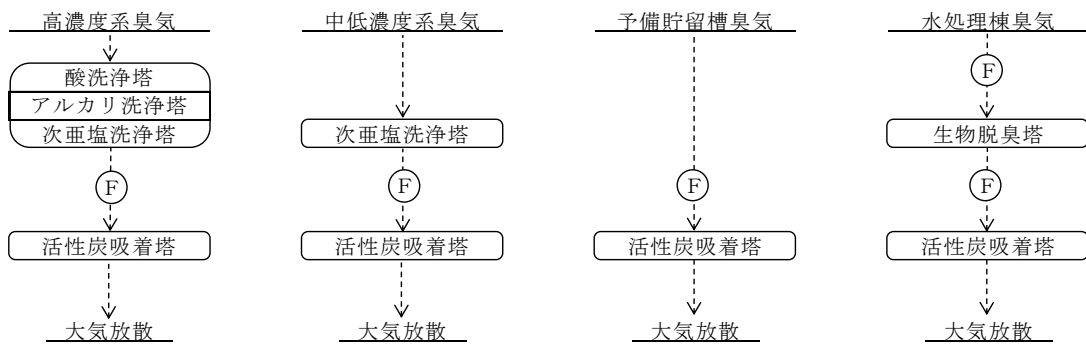 高濃度系臭気
酸洗浄塔
アルカリ洗浄塔
次亜塩洗浄塔
F
活性炭吸着塔
大気放散
中低濃度系臭気
次亜塩洗浄塔
F
活性炭吸着塔
大気放散
予備貯留槽臭気
F
活性炭吸着塔
大気放散
水処理棟臭気
F
生物脱臭塔
F
活性炭吸着塔
大気放散